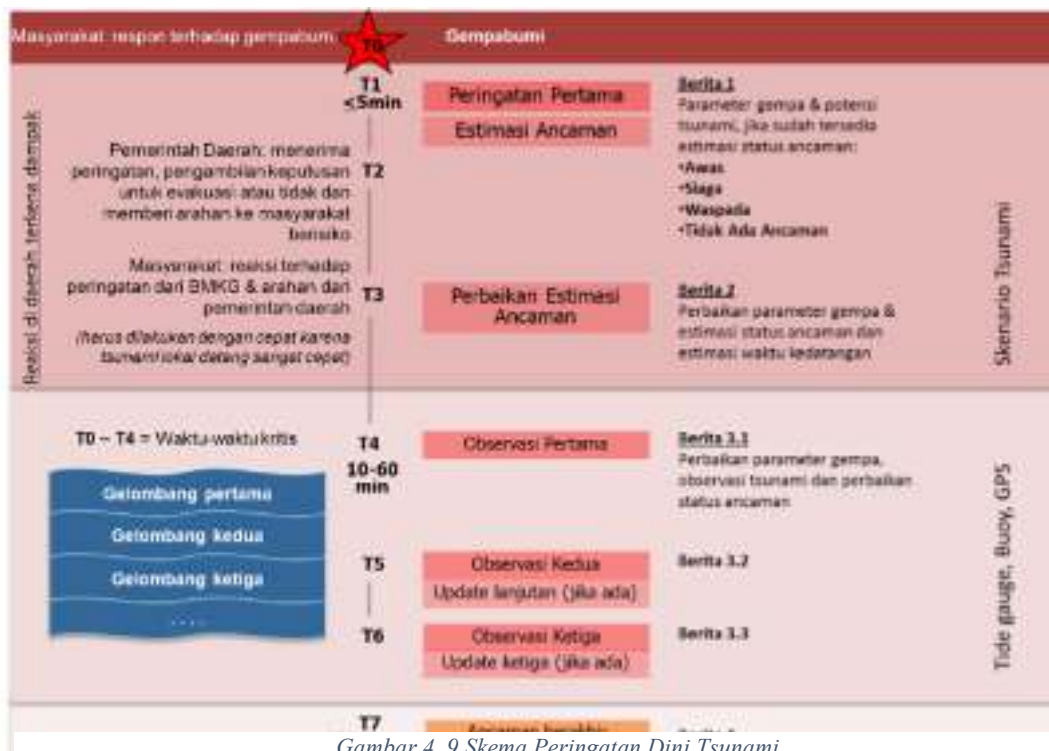 Masyarakat: respon terhadap gempabumi
T0
Gempabumi
Reaksi di daerah terkena dampak
T1
<5min
Peringatan Pertama
Estimasi Ancaman
Berita 1
Parameter gempa & potensi
tsunami, jika sudah tersedia
estimasi status ancaman:
•Awas
•Siaga
•Waspada
•Tidak Ada Ancaman
Pemerintah Daerah: menerima
peringatan, pengambilan keputusan
untuk evakuasi atau tidak dan
memberi arahan ke masyarakat
berisiko
T2
Masyarakat: reaksi terhadap
peringatan dari BMKG & arahan dari
pemerintah daerah
(harus dilakukan dengan cepat karena
tsunami lokal datang sangat cepat)
T3
Perbaikan Estimasi
Ancaman
Berita 2
Perbaikan parameter gempa &
estimasi status ancaman dan
estimasi waktu kedatangan
Skenario Tsunami
T0 – T4 = Waktu-waktu kritis
Gelombang pertama
Gelombang kedua
Gelombang ketiga
. . . .
T4
10-60
min
Observasi Pertama
Berita 3.1
Perbaikan parameter gempa,
observasi tsunami dan perbaikan
status ancaman
T5
Observasi Kedua
Update lanjutan (jika ada)
Berita 3.2
T6
Observasi Ketiga
Update ketiga (jika ada)
Berita 3.3
Tide gauge, Buoy, GPS
T7
Ancaman berakhir
Gambar 4. 9 Skema Peringatan Dini Tsunami